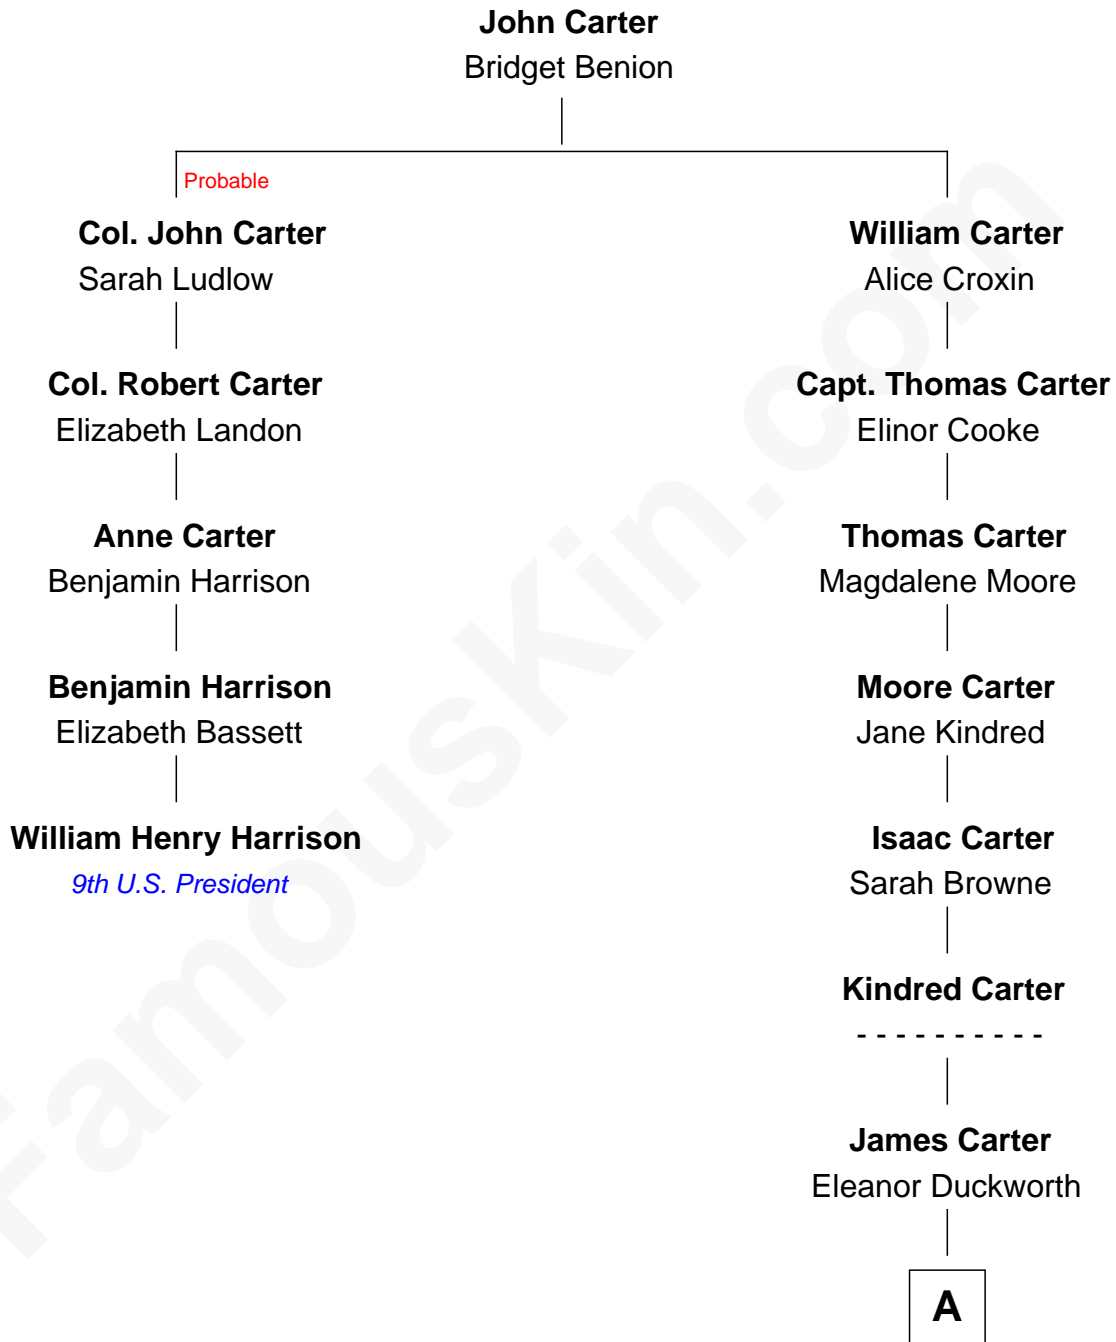 John Carter
Bridget Benion
Probable
Col. John Carter
Sarah Ludlow
William Carter
Alice Croxin
Col. Robert Carter
Elizabeth Landon
Capt. Thomas Carter
Elinor Cooke
Anne Carter
Benjamin Harrison
Thomas Carter
Magdalene Moore
Benjamin Harrison
Elizabeth Bassett
Moore Carter
Jane Kindred
William Henry Harrison
9th U.S. President
Isaac Carter
Sarah Browne
Kindred Carter
- - - - - - - - - -
James Carter
Eleanor Duckworth
A
FamousKin.com